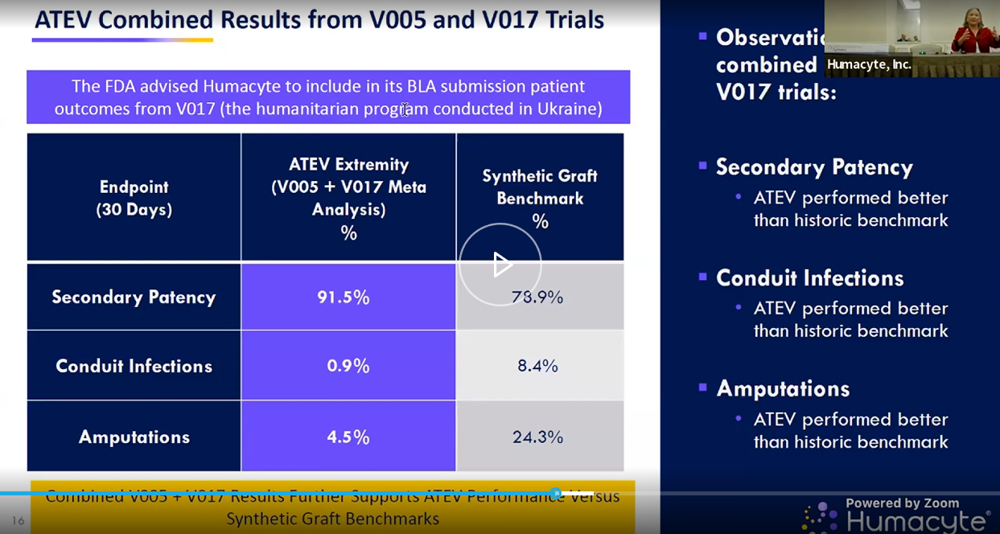 ATEV Combined Results from V005 and V017 Trials
The FDA advised Humacyte to include in its BLA submission patient
outcomes from V017 (the humanitarian program conducted in Ukraine)
Endpoint
(30 Days)
ATEV Extremity
(V005 + V017 Meta
Analysis)
%
Synthetic Graft
Benchmark
%
Secondary Patency
91.5%
78.9%
Conduit Infections
0.9%
8.4%
Amputations
4.5%
24.3%
Combined V005 + V017 Results Further Supports ATEV Performance Versus
Synthetic Graft Benchmarks
16
▪ Observatio
combined
V017 trials:
▪ Secondary Patency
• ATEV performed better
than historic benchmark
▪ Conduit Infections
• ATEV performed better
than historic benchmark
▪ Amputations
• ATEV performed better
than historic benchmark
Humacyte, Inc.
Powered by Zoom
Humacyte®